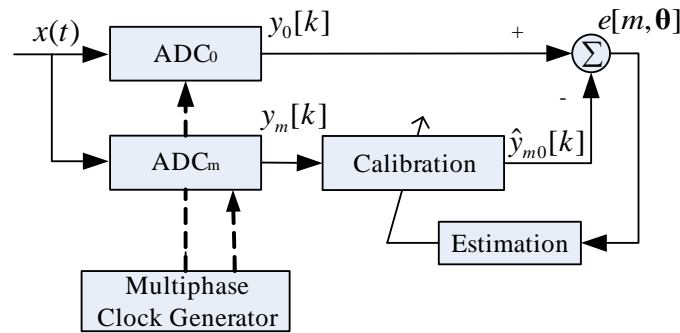 x(t)
ADC₀
y₀[k]
+
Σ
e[m,θ]
-
ADCₘ
yₘ[k]
Calibration
ŷₘ₀[k]
Estimation
Multiphase
Clock Generator